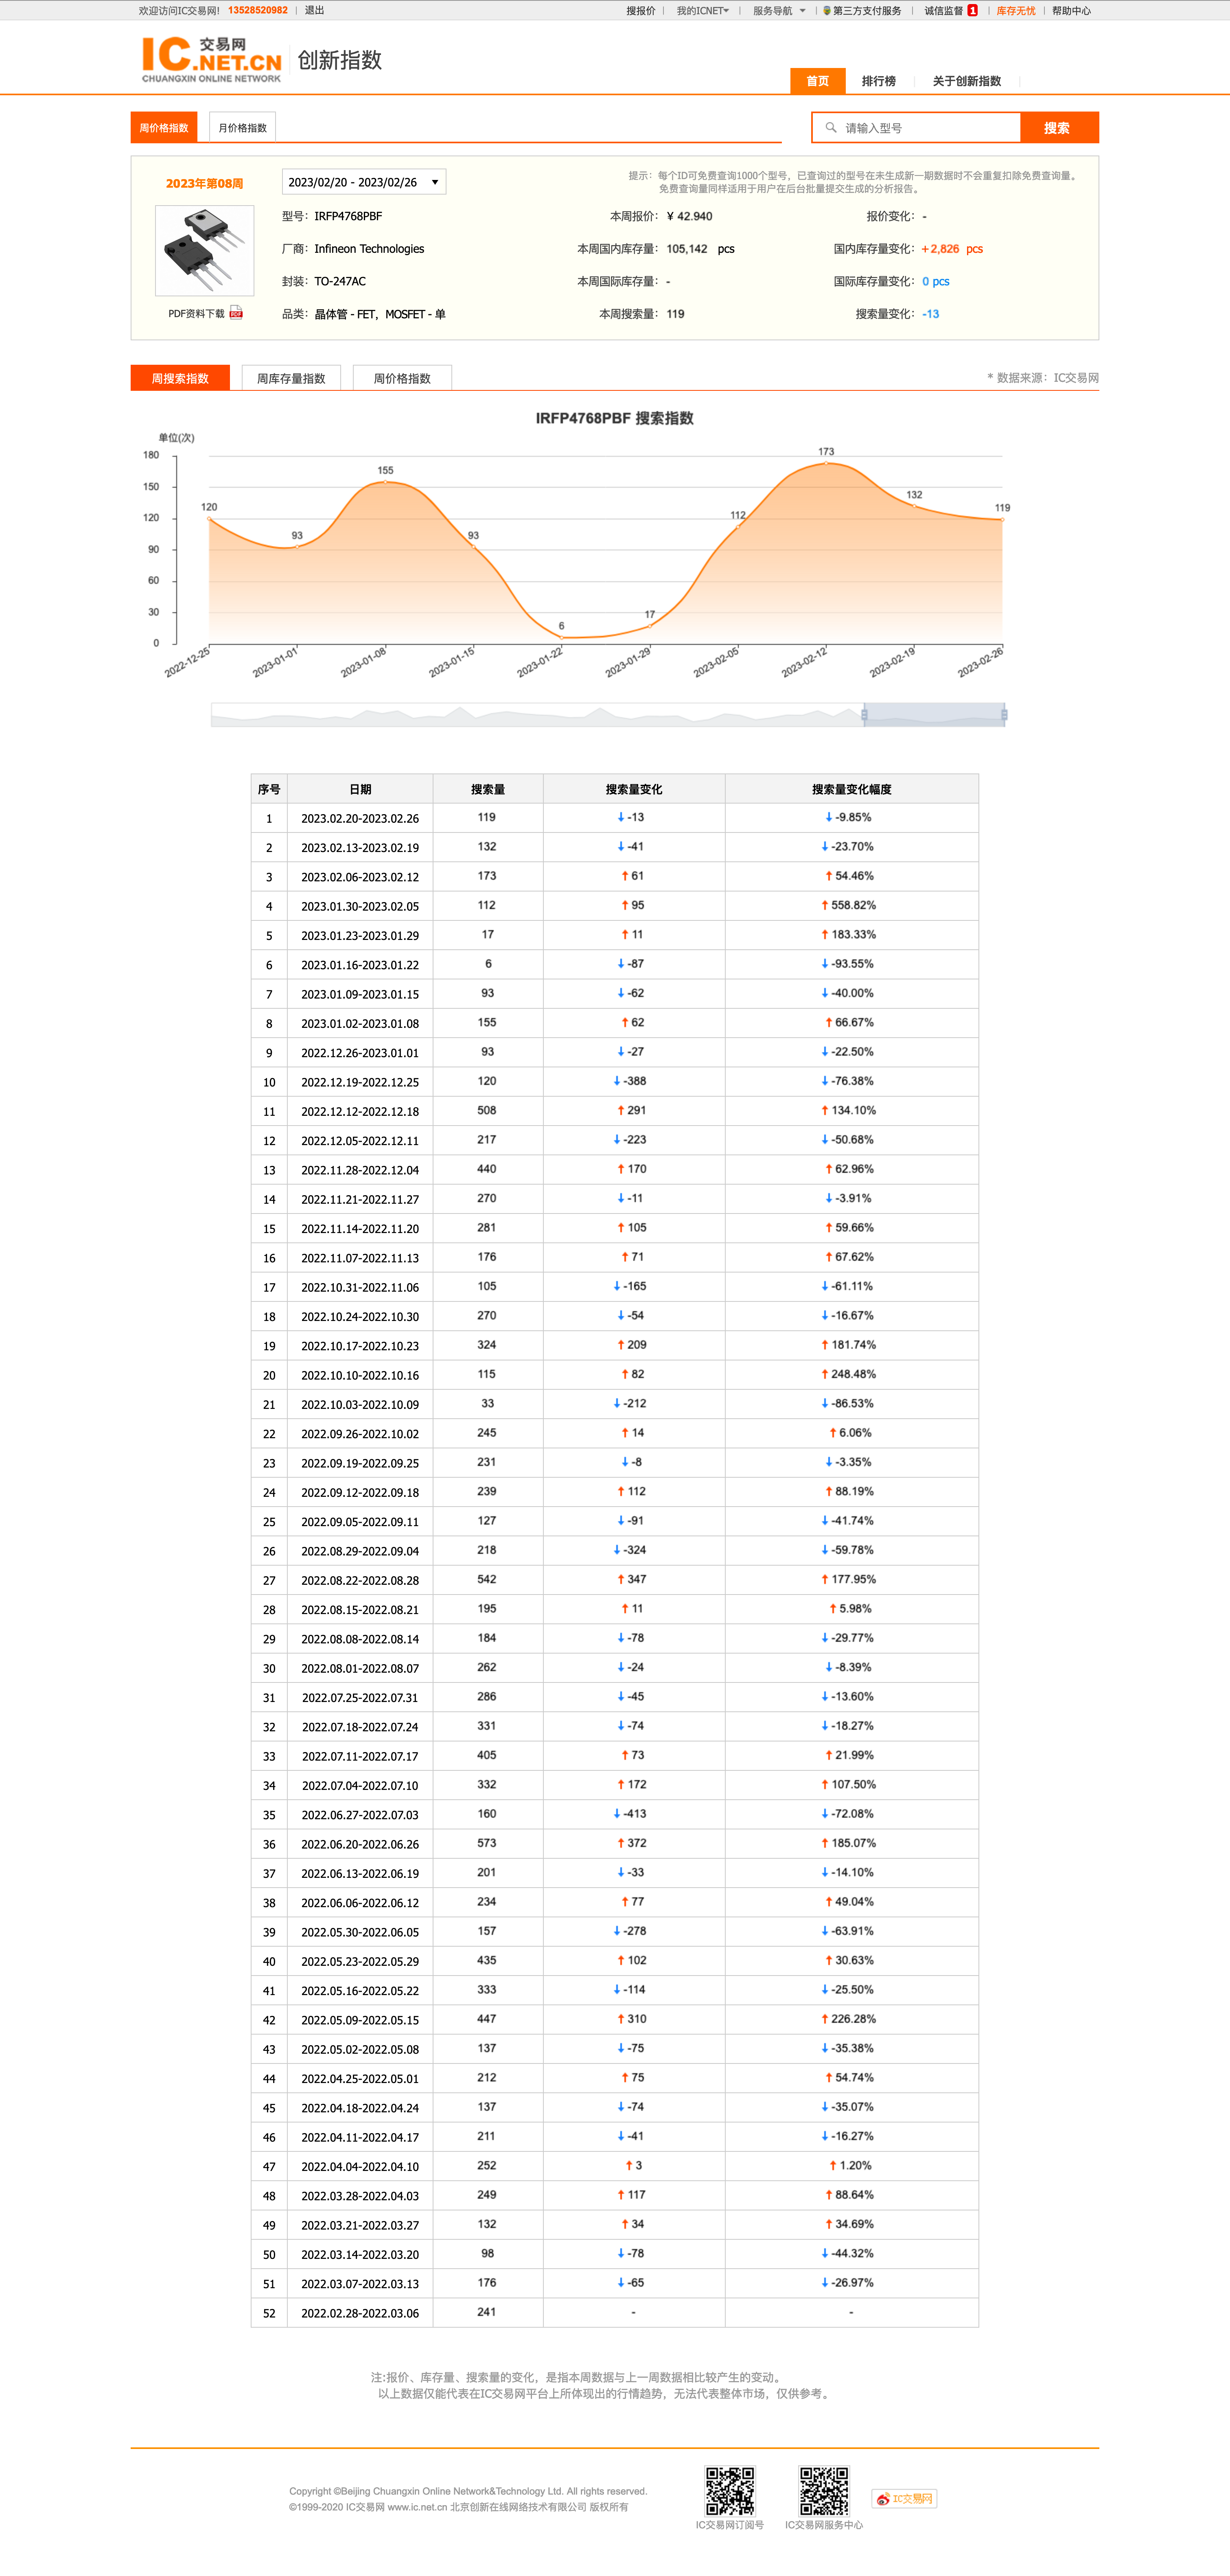 欢迎访问IC交易网! 13528520982 | 退出 搜报价 | 我的ICNET | 服务导航 | 第三方支付服务 | 诚信监督 1 | 库存无忧 | 帮助中心
IC 交易网
.NET.CN
CHUANGXIN ONLINE NETWORK
创新指数
首页 排行榜 关于创新指数
周价格指数 月价格指数 请输入型号 搜索
2023年第08周 2023/02/20 - 2023/02/26 提示：每个ID可免费查询1000个型号，已查询过的型号在未生成新一期数据时不会重复扣除免费查询量。
免费查询量同样适用于用户在后台批量提交生成的分析报告。
型号：IRFP4768PBF 本周报价：¥ 42.940 报价变化：-
厂商：Infineon Technologies 本周国内库存量：105,142 pcs 国内库存量变化：+2,826 pcs
封装：TO-247AC 本周国际库存量：- 国际库存量变化：0 pcs
PDF资料下载 品类：晶体管 - FET，MOSFET - 单 本周搜索量：119 搜索量变化：-13
周搜索指数 周库存量指数 周价格指数 * 数据来源：IC交易网
IRFP4768PBF 搜索指数
单位(次)
180
150
120
90
60
30
0
120 93 155 93 6 17 112 173 132 119
2022-12-25 2023-01-01 2023-01-08 2023-01-15 2023-01-22 2023-01-29 2023-02-05 2023-02-12 2023-02-19 2023-02-26
序号 日期 搜索量 搜索量变化 搜索量变化幅度
1 2023.02.20-2023.02.26 119 ↓ -13 ↓ -9.85%
2 2023.02.13-2023.02.19 132 ↓ -41 ↓ -23.70%
3 2023.02.06-2023.02.12 173 ↑ 61 ↑ 54.46%
4 2023.01.30-2023.02.05 112 ↑ 95 ↑ 558.82%
5 2023.01.23-2023.01.29 17 ↑ 11 ↑ 183.33%
6 2023.01.16-2023.01.22 6 ↓ -87 ↓ -93.55%
7 2023.01.09-2023.01.15 93 ↓ -62 ↓ -40.00%
8 2023.01.02-2023.01.08 155 ↑ 62 ↑ 66.67%
9 2022.12.26-2023.01.01 93 ↓ -27 ↓ -22.50%
10 2022.12.19-2022.12.25 120 ↓ -388 ↓ -76.38%
11 2022.12.12-2022.12.18 508 ↑ 291 ↑ 134.10%
12 2022.12.05-2022.12.11 217 ↓ -223 ↓ -50.68%
13 2022.11.28-2022.12.04 440 ↑ 170 ↑ 62.96%
14 2022.11.21-2022.11.27 270 ↓ -11 ↓ -3.91%
15 2022.11.14-2022.11.20 281 ↑ 105 ↑ 59.66%
16 2022.11.07-2022.11.13 176 ↑ 71 ↑ 67.62%
17 2022.10.31-2022.11.06 105 ↓ -165 ↓ -61.11%
18 2022.10.24-2022.10.30 270 ↓ -54 ↓ -16.67%
19 2022.10.17-2022.10.23 324 ↑ 209 ↑ 181.74%
20 2022.10.10-2022.10.16 115 ↑ 82 ↑ 248.48%
21 2022.10.03-2022.10.09 33 ↓ -212 ↓ -86.53%
22 2022.09.26-2022.10.02 245 ↑ 14 ↑ 6.06%
23 2022.09.19-2022.09.25 231 ↓ -8 ↓ -3.35%
24 2022.09.12-2022.09.18 239 ↑ 112 ↑ 88.19%
25 2022.09.05-2022.09.11 127 ↓ -91 ↓ -41.74%
26 2022.08.29-2022.09.04 218 ↓ -324 ↓ -59.78%
27 2022.08.22-2022.08.28 542 ↑ 347 ↑ 177.95%
28 2022.08.15-2022.08.21 195 ↑ 11 ↑ 5.98%
29 2022.08.08-2022.08.14 184 ↓ -78 ↓ -29.77%
30 2022.08.01-2022.08.07 262 ↓ -24 ↓ -8.39%
31 2022.07.25-2022.07.31 286 ↓ -45 ↓ -13.60%
32 2022.07.18-2022.07.24 331 ↓ -74 ↓ -18.27%
33 2022.07.11-2022.07.17 405 ↑ 73 ↑ 21.99%
34 2022.07.04-2022.07.10 332 ↑ 172 ↑ 107.50%
35 2022.06.27-2022.07.03 160 ↓ -413 ↓ -72.08%
36 2022.06.20-2022.06.26 573 ↑ 372 ↑ 185.07%
37 2022.06.13-2022.06.19 201 ↓ -33 ↓ -14.10%
38 2022.06.06-2022.06.12 234 ↑ 77 ↑ 49.04%
39 2022.05.30-2022.06.05 157 ↓ -278 ↓ -63.91%
40 2022.05.23-2022.05.29 435 ↑ 102 ↑ 30.63%
41 2022.05.16-2022.05.22 333 ↓ -114 ↓ -25.50%
42 2022.05.09-2022.05.15 447 ↑ 310 ↑ 226.28%
43 2022.05.02-2022.05.08 137 ↓ -75 ↓ -35.38%
44 2022.04.25-2022.05.01 212 ↑ 75 ↑ 54.74%
45 2022.04.18-2022.04.24 137 ↓ -74 ↓ -35.07%
46 2022.04.11-2022.04.17 211 ↓ -41 ↓ -16.27%
47 2022.04.04-2022.04.10 252 ↑ 3 ↑ 1.20%
48 2022.03.28-2022.04.03 249 ↑ 117 ↑ 88.64%
49 2022.03.21-2022.03.27 132 ↑ 34 ↑ 34.69%
50 2022.03.14-2022.03.20 98 ↓ -78 ↓ -44.32%
51 2022.03.07-2022.03.13 176 ↓ -65 ↓ -26.97%
52 2022.02.28-2022.03.06 241 - -
注:报价、库存量、搜索量的变化，是指本周数据与上一周数据相比较产生的变动。
以上数据仅能代表在IC交易网平台上所体现出的行情趋势，无法代表整体市场，仅供参考。
Copyright ©Beijing Chuangxin Online Network&Technology Ltd. All rights reserved.
©1999-2020 IC交易网 www.ic.net.cn 北京创新在线网络技术有限公司 版权所有
IC交易网
IC交易网订阅号 IC交易网服务中心